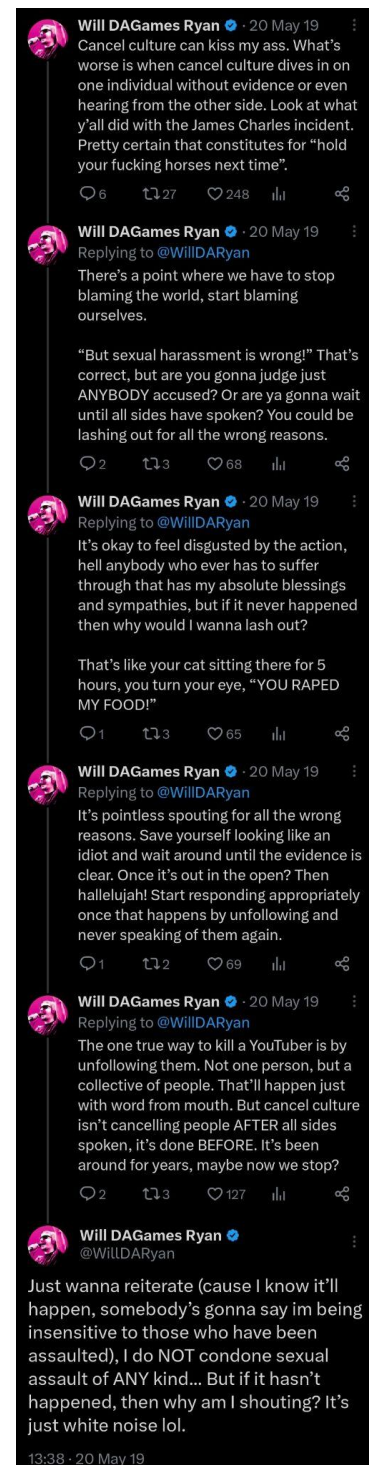 Will DAGames Ryan · 20 May 19
Cancel culture can kiss my ass. What's
worse is when cancel culture dives in on
one individual without evidence or even
hearing from the other side. Look at what
y'all did with the James Charles incident.
Pretty certain that constitutes for “hold
your fucking horses next time”.
6 27 248
Will DAGames Ryan · 20 May 19
Replying to @WillDARyan
There's a point where we have to stop
blaming the world, start blaming
ourselves.
“But sexual harassment is wrong!” That's
correct, but are you gonna judge just
ANYBODY accused? Or are ya gonna wait
until all sides have spoken? You could be
lashing out for all the wrong reasons.
2 3 68
Will DAGames Ryan · 20 May 19
Replying to @WillDARyan
It's okay to feel disgusted by the action,
hell anybody who ever has to suffer
through that has my absolute blessings
and sympathies, but if it never happened
then why would I wanna lash out?
That's like your cat sitting there for 5
hours, you turn your eye, “YOU RAPED
MY FOOD!”
1 3 65
Will DAGames Ryan · 20 May 19
Replying to @WillDARyan
It's pointless spouting for all the wrong
reasons. Save yourself looking like an
idiot and wait around until the evidence is
clear. Once it's out in the open? Then
hallelujah! Start responding appropriately
once that happens by unfollowing and
never speaking of them again.
1 2 69
Will DAGames Ryan · 20 May 19
Replying to @WillDARyan
The one true way to kill a YouTuber is by
unfollowing them. Not one person, but a
collective of people. That'll happen just
with word from mouth. But cancel culture
isn't cancelling people AFTER all sides
spoken, it's done BEFORE. It's been
around for years, maybe now we stop?
2 3 127
Will DAGames Ryan
@WillDARyan
Just wanna reiterate (cause I know it'll
happen, somebody's gonna say im being
insensitive to those who have been
assaulted), I do NOT condone sexual
assault of ANY kind... But if it hasn't
happened, then why am I shouting? It's
just white noise lol.
13:38 · 20 May 19